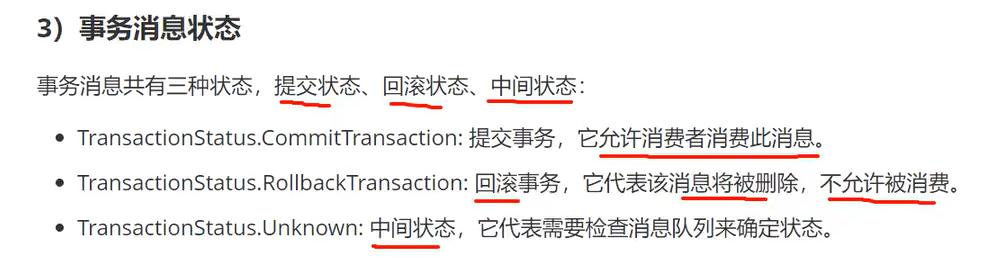 3）事务消息状态
事务消息共有三种状态，提交状态、回滚状态、中间状态：
• TransactionStatus.CommitTransaction: 提交事务，它允许消费者消费此消息。
• TransactionStatus.RollbackTransaction: 回滚事务，它代表该消息将被删除，不允许被消费。
• TransactionStatus.Unknown: 中间状态，它代表需要检查消息队列来确定状态。